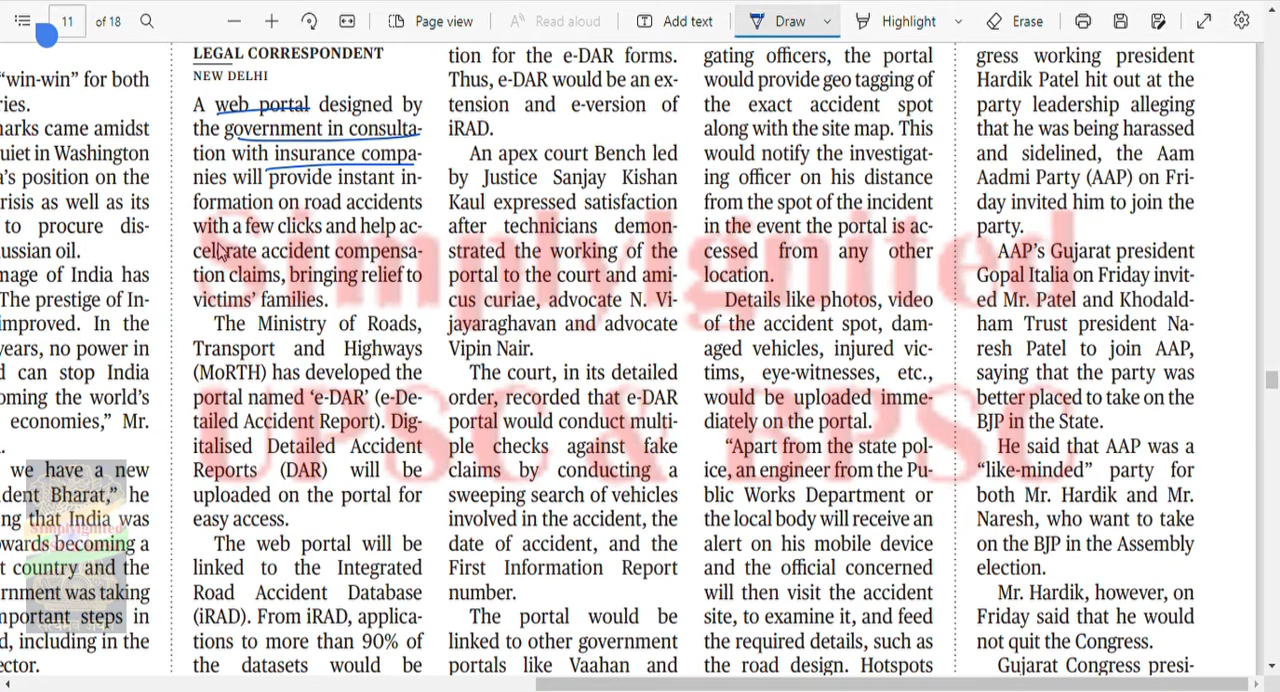 11 of 18 Page view Read aloud Add text Draw Highlight Erase
"win-win" for both
ries.
marks came amidst
uiet in Washington
's position on the
risis as well as its
to procure dis-
ussian oil.
mage of India has
The prestige of In-
improved. In the
years, no power in
d can stop India
oming the world's
economies," Mr.
we have a new
dent Bharat," he
ng that India was
owards becoming a
t country and the
rnment was taking
mportant steps in
d, including in the
ector.
LEGAL CORRESPONDENT
NEW DELHI
A web portal designed by
the government in consulta-
tion with insurance compa-
nies will provide instant in-
formation on road accidents
with a few clicks and help ac-
celerate accident compensa-
tion claims, bringing relief to
victims' families.
The Ministry of Roads,
Transport and Highways
(MoRTH) has developed the
portal named 'e-DAR' (e-De-
tailed Accident Report). Dig-
italised Detailed Accident
Reports (DAR) will be
uploaded on the portal for
easy access.
The web portal will be
linked to the Integrated
Road Accident Database
(iRAD). From iRAD, applica-
tions to more than 90% of
the datasets would be
tion for the e-DAR forms.
Thus, e-DAR would be an ex-
tension and e-version of
iRAD.
An apex court Bench led
by Justice Sanjay Kishan
Kaul expressed satisfaction
after technicians demon-
strated the working of the
portal to the court and ami-
cus curiae, advocate N. Vi-
jayaraghavan and advocate
Vipin Nair.
The court, in its detailed
order, recorded that e-DAR
portal would conduct multi-
ple checks against fake
claims by conducting a
sweeping search of vehicles
involved in the accident, the
date of accident, and the
First Information Report
number.
The portal would be
linked to other government
portals like Vaahan and
gating officers, the portal
would provide geo tagging of
the exact accident spot
along with the site map. This
would notify the investigat-
ing officer on his distance
from the spot of the incident
in the event the portal is ac-
cessed from any other
location.
Details like photos, video
of the accident spot, dam-
aged vehicles, injured vic-
tims, eye-witnesses, etc.,
would be uploaded imme-
diately on the portal.
"Apart from the state pol-
ice, an engineer from the Pu-
blic Works Department or
the local body will receive an
alert on his mobile device
and the official concerned
will then visit the accident
site, to examine it, and feed
the required details, such as
the road design. Hotspots
gress working president
Hardik Patel hit out at the
party leadership alleging
that he was being harassed
and sidelined, the Aam
Aadmi Party (AAP) on Fri-
day invited him to join the
party.
AAP's Gujarat president
Gopal Italia on Friday invit-
ed Mr. Patel and Khodald-
ham Trust president Na-
resh Patel to join AAP,
saying that the party was
better placed to take on the
BJP in the State.
He said that AAP was a
"like-minded" party for
both Mr. Hardik and Mr.
Naresh, who want to take
on the BJP in the Assembly
election.
Mr. Hardik, however, on
Friday said that he would
not quit the Congress.
Gujarat Congress presi-
SimplyIgnited
UPSC & BPSC